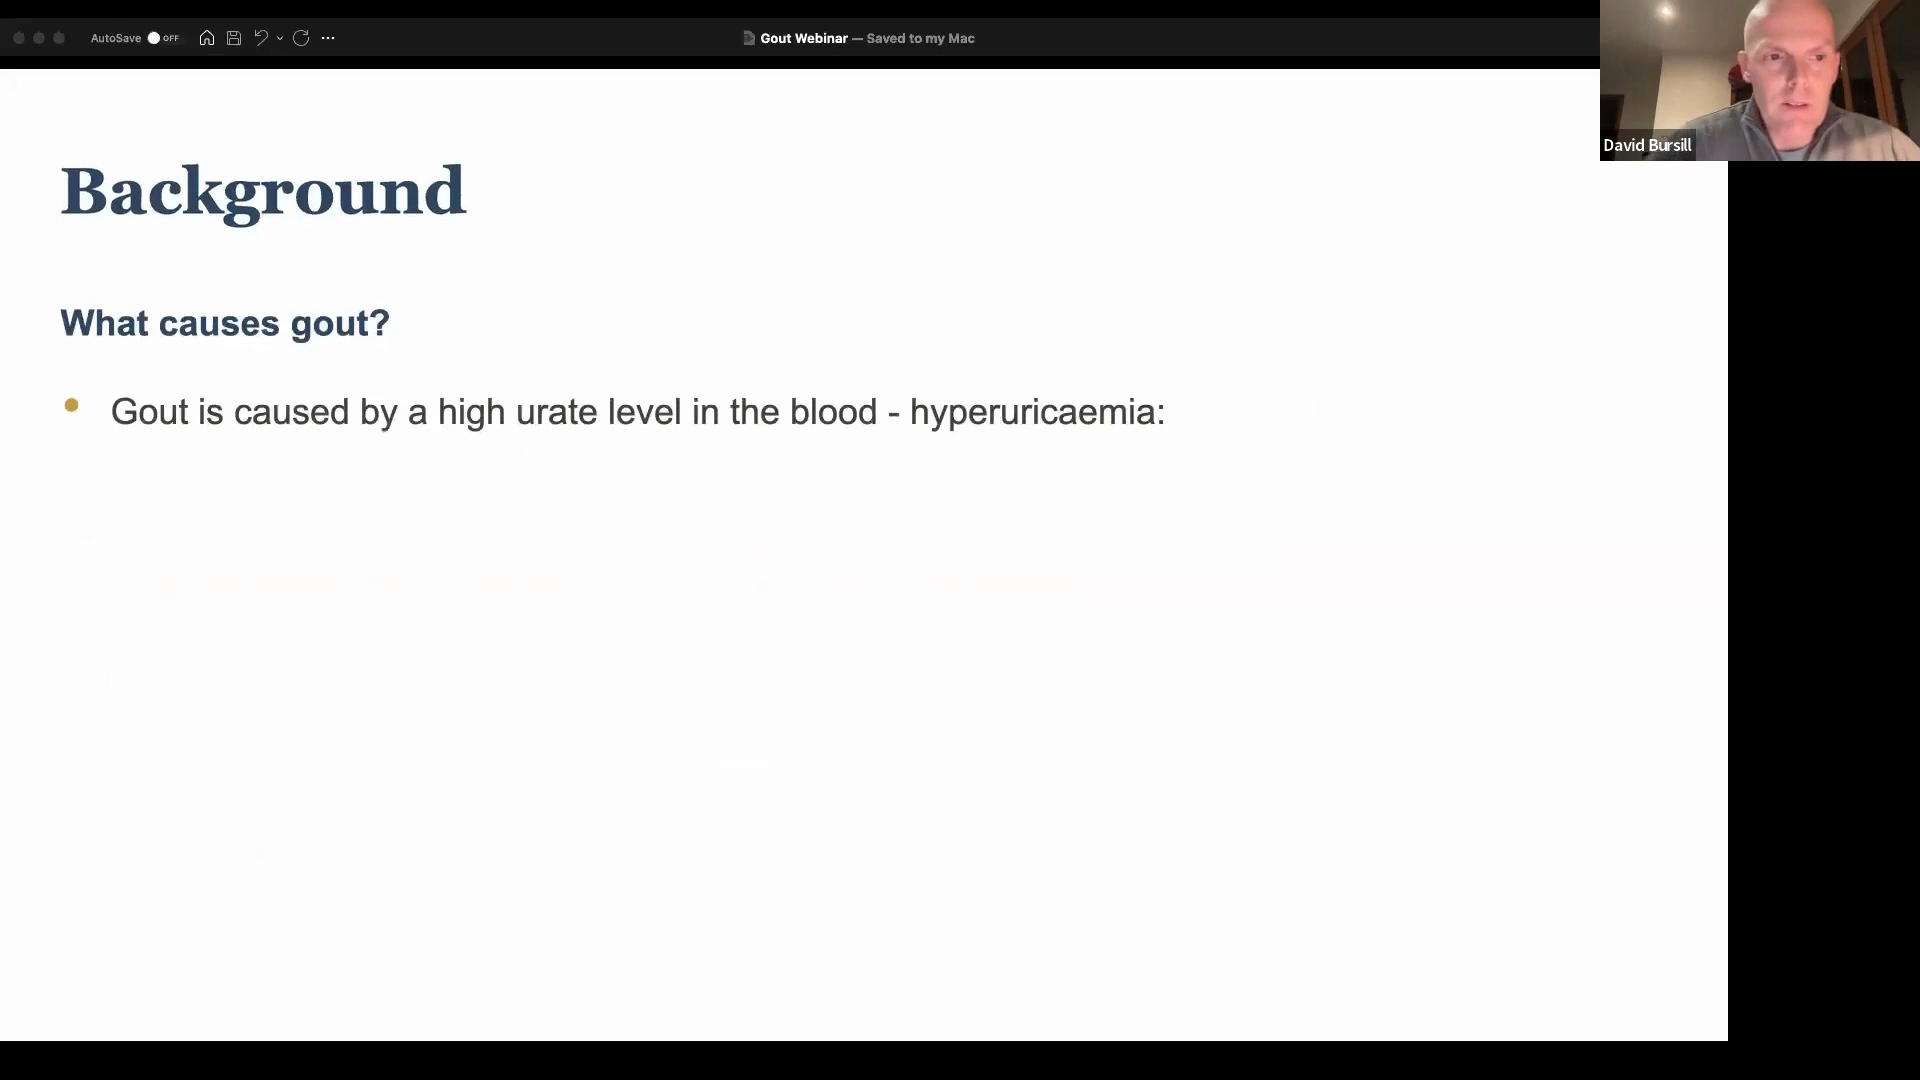 AutoSave OFF
Gout Webinar — Saved to my Mac
David Bursill
Background
What causes gout?
• Gout is caused by a high urate level in the blood - hyperuricaemia: